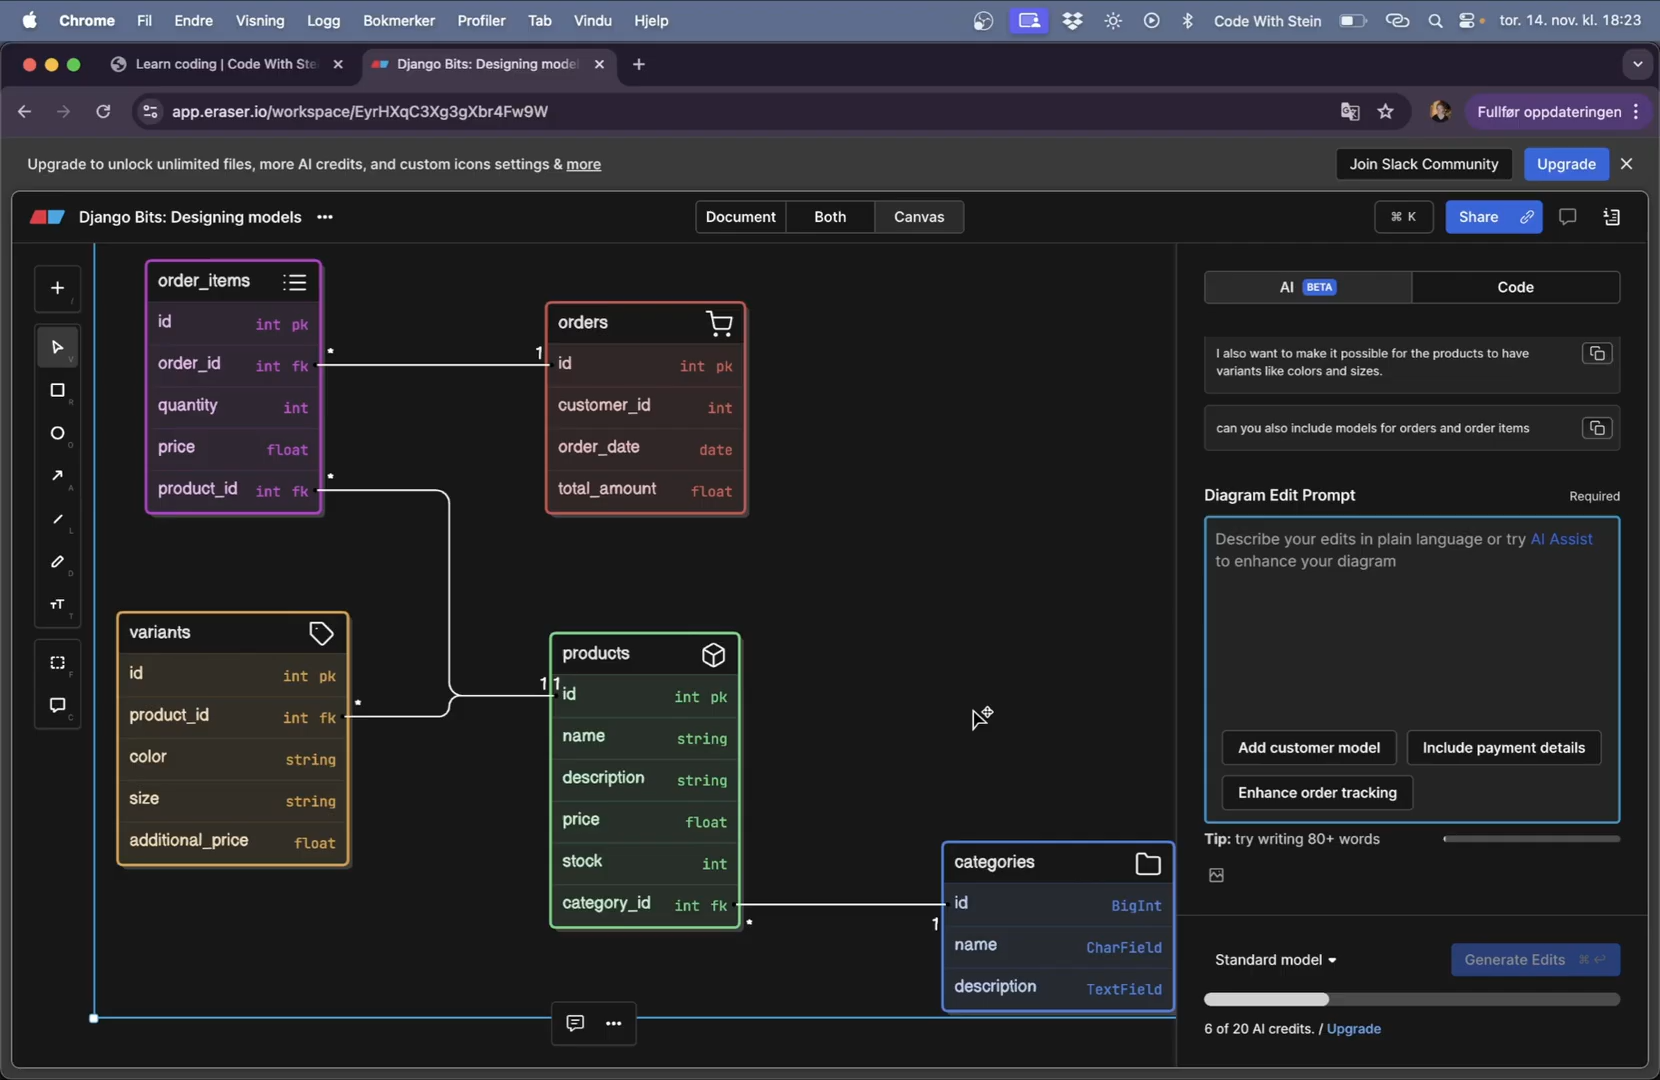 Chrome Fil Endre Visning Logg Bokmerker Profiler Tab Vindu Hjelp Code With Stein tor. 14. nov. kl. 18:23
Learn coding | Code With Ste
Django Bits: Designing model
app.eraser.io/workspace/EyrHXqC3Xg3gXbr4Fw9W
Fullfør oppdateringen
Upgrade to unlock unlimited files, more AI credits, and custom icons settings & more
Join Slack Community
Upgrade
Django Bits: Designing models
Document
Both
Canvas
⌘ K
Share
order_items
id int pk
order_id int fk
quantity int
price float
product_id int fk
*
1
*
orders
id int pk
customer_id int
order_date date
total_amount float
variants
id int pk
product_id int fk
color string
size string
additional_price float
*
1 1
products
id int pk
name string
description string
price float
stock int
category_id int fk
*
1
categories
id BigInt
name CharField
description TextField
AI BETA
Code
I also want to make it possible for the products to have
variants like colors and sizes.
can you also include models for orders and order items
Diagram Edit Prompt
Required
Describe your edits in plain language or try AI Assist
to enhance your diagram
Add customer model
Include payment details
Enhance order tracking
Tip: try writing 80+ words
Standard model
Generate Edits ⌘ ↩
6 of 20 AI credits. / Upgrade